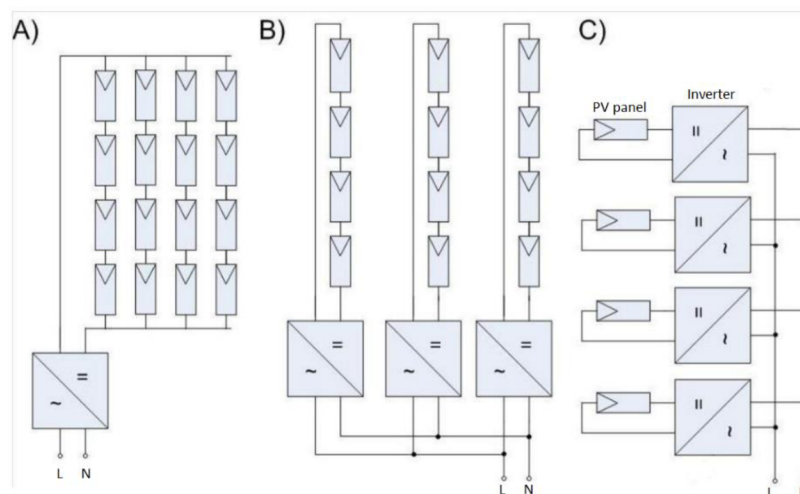 A)
B)
C)
Inverter
PV panel
=
~
L N
=
~
=
~
=
~
L N
=
~
=
~
=
~
=
~
L